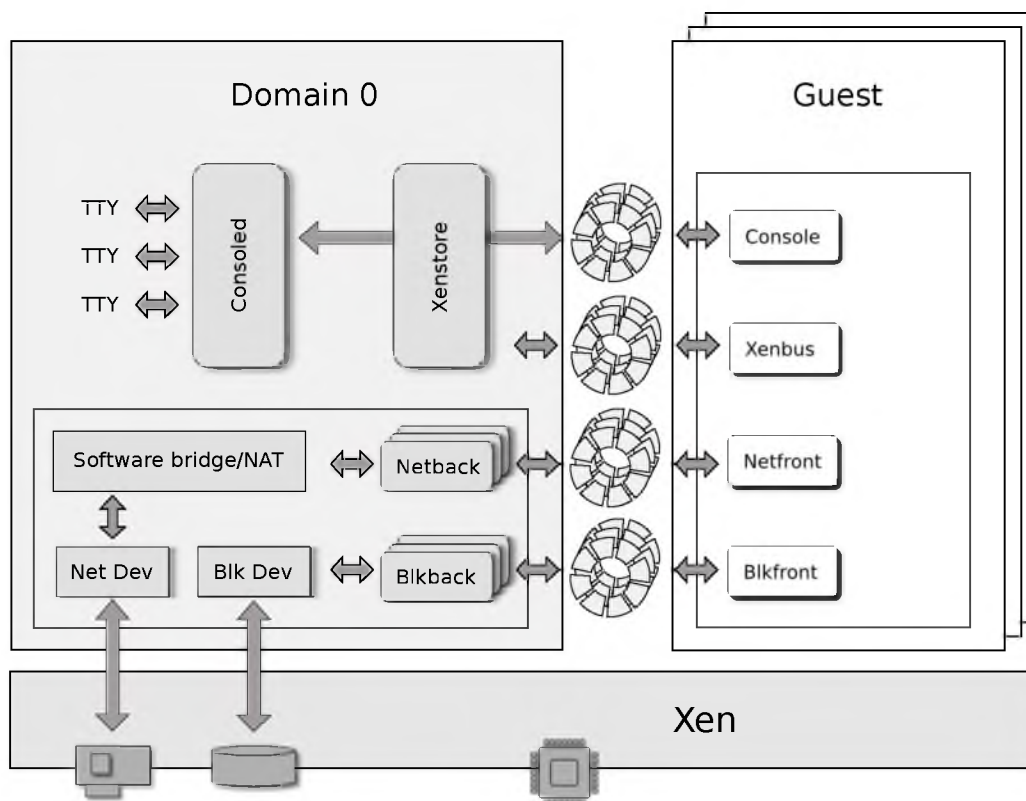 Domain 0
Guest
TTY
TTY
TTY
Consoled
Xenstore
Console
Xenbus
Software bridge/NAT
Netback
Netfront
Net Dev
Blk Dev
Blkback
Blkfront
Xen